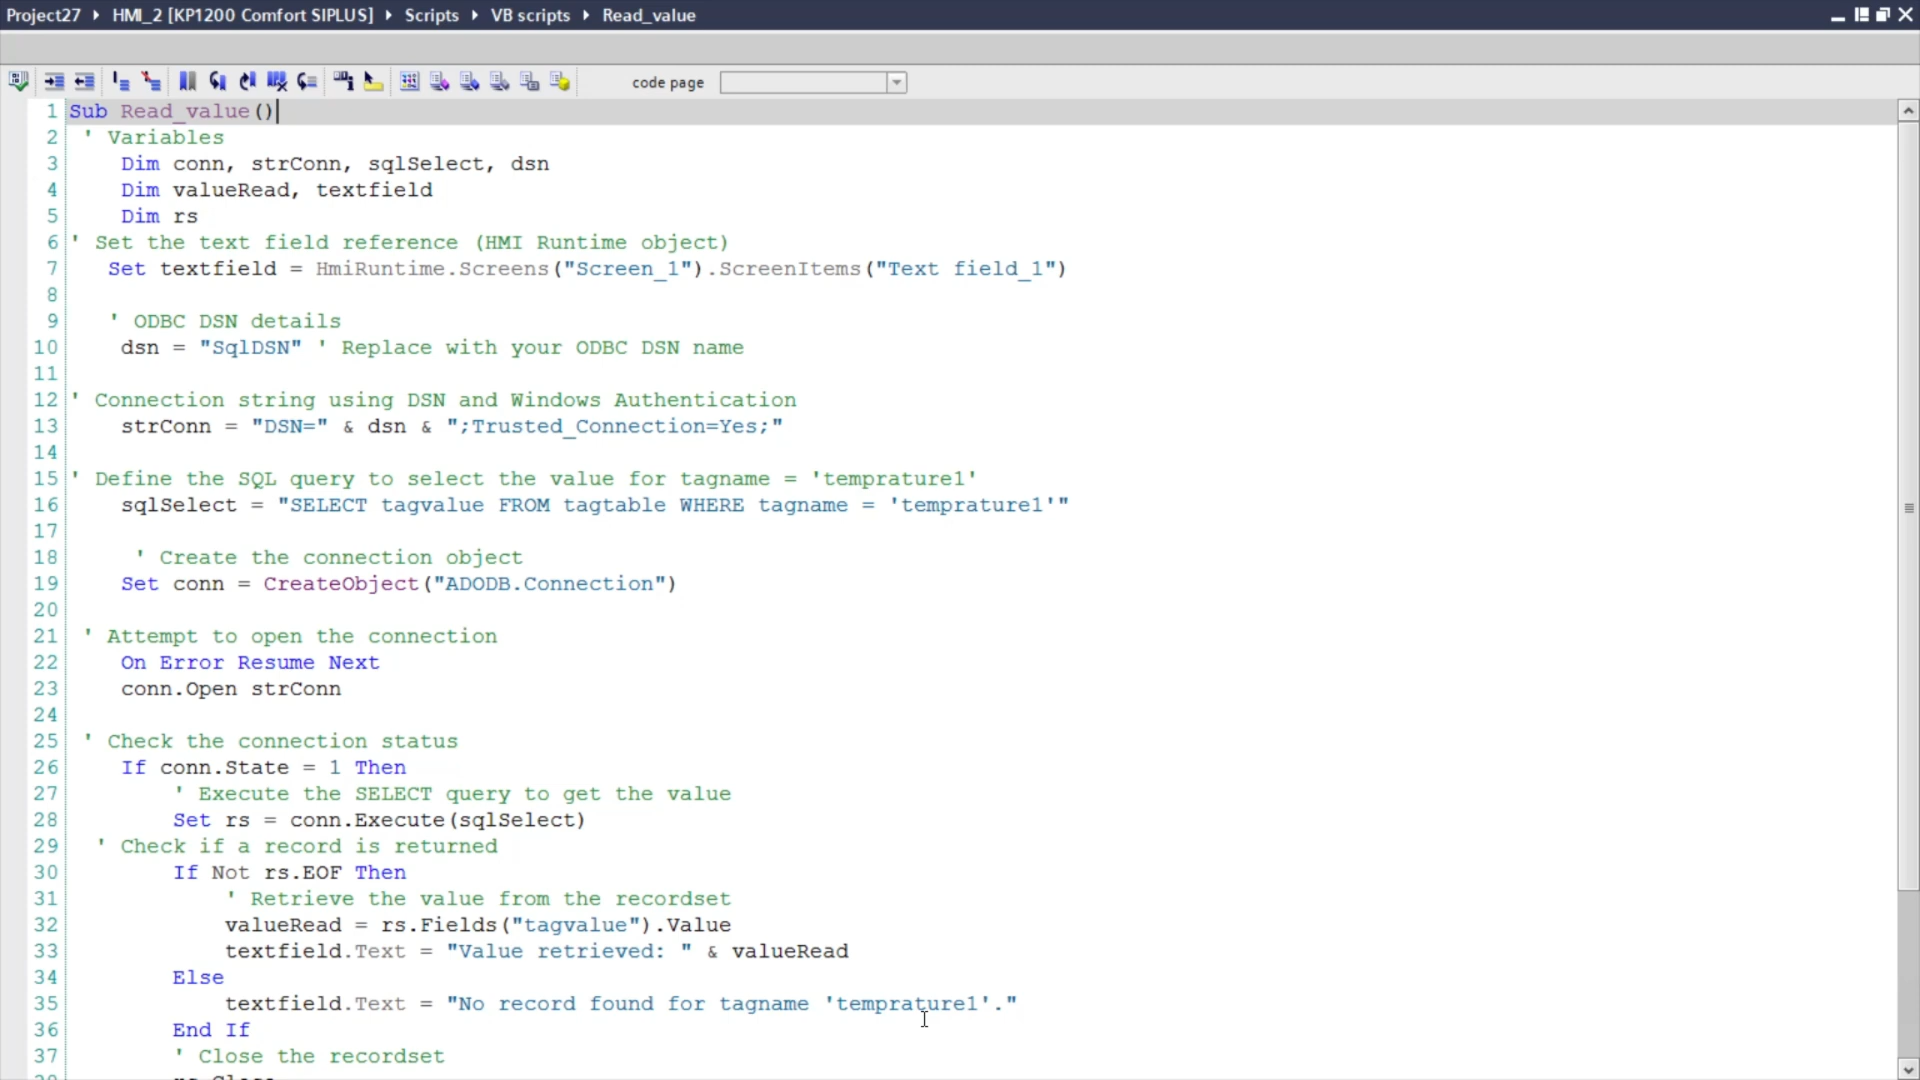 Project27 ▸ HMI_2 [KP1200 Comfort SIPLUS] ▸ Scripts ▸ VB scripts ▸ Read_value
code page
1 Sub Read_value()
2 ' Variables
3 Dim conn, strConn, sqlSelect, dsn
4 Dim valueRead, textfield
5 Dim rs
6 ' Set the text field reference (HMI Runtime object)
7 Set textfield = HmiRuntime.Screens("Screen_1").ScreenItems("Text field_1")
8
9 ' ODBC DSN details
10 dsn = "SqlDSN" ' Replace with your ODBC DSN name
11
12 ' Connection string using DSN and Windows Authentication
13 strConn = "DSN=" & dsn & ";Trusted_Connection=Yes;"
14
15 ' Define the SQL query to select the value for tagname = 'temprature1'
16 sqlSelect = "SELECT tagvalue FROM tagtable WHERE tagname = 'temprature1'"
17
18 ' Create the connection object
19 Set conn = CreateObject("ADODB.Connection")
20
21 ' Attempt to open the connection
22 On Error Resume Next
23 conn.Open strConn
24
25 ' Check the connection status
26 If conn.State = 1 Then
27 ' Execute the SELECT query to get the value
28 Set rs = conn.Execute(sqlSelect)
29 ' Check if a record is returned
30 If Not rs.EOF Then
31 ' Retrieve the value from the recordset
32 valueRead = rs.Fields("tagvalue").Value
33 textfield.Text = "Value retrieved: " & valueRead
34 Else
35 textfield.Text = "No record found for tagname 'temprature1'."
36 End If
37 ' Close the recordset